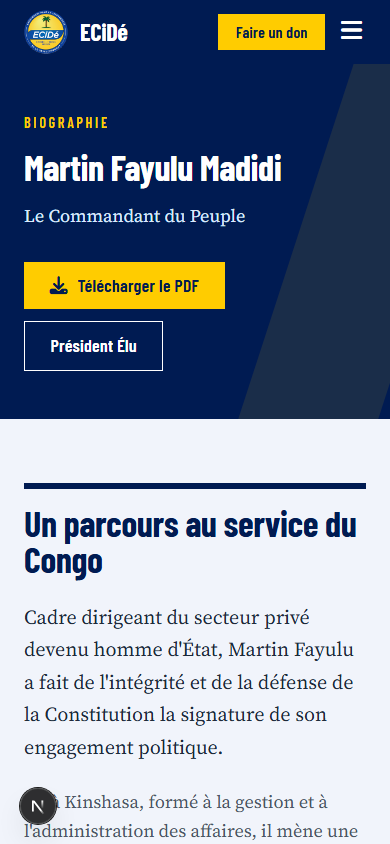 ECiDé
ECiDé
Faire un don
BIOGRAPHIE
Martin Fayulu Madidi
Le Commandant du Peuple
Télécharger le PDF
Président Élu
Un parcours au service du
Congo
Cadre dirigeant du secteur privé
devenu homme d'État, Martin Fayulu
a fait de l'intégrité et de la défense de
la Constitution la signature de son
engagement politique.
N
Kinshasa, formé à la gestion et à
l'administration des affaires, il mène une